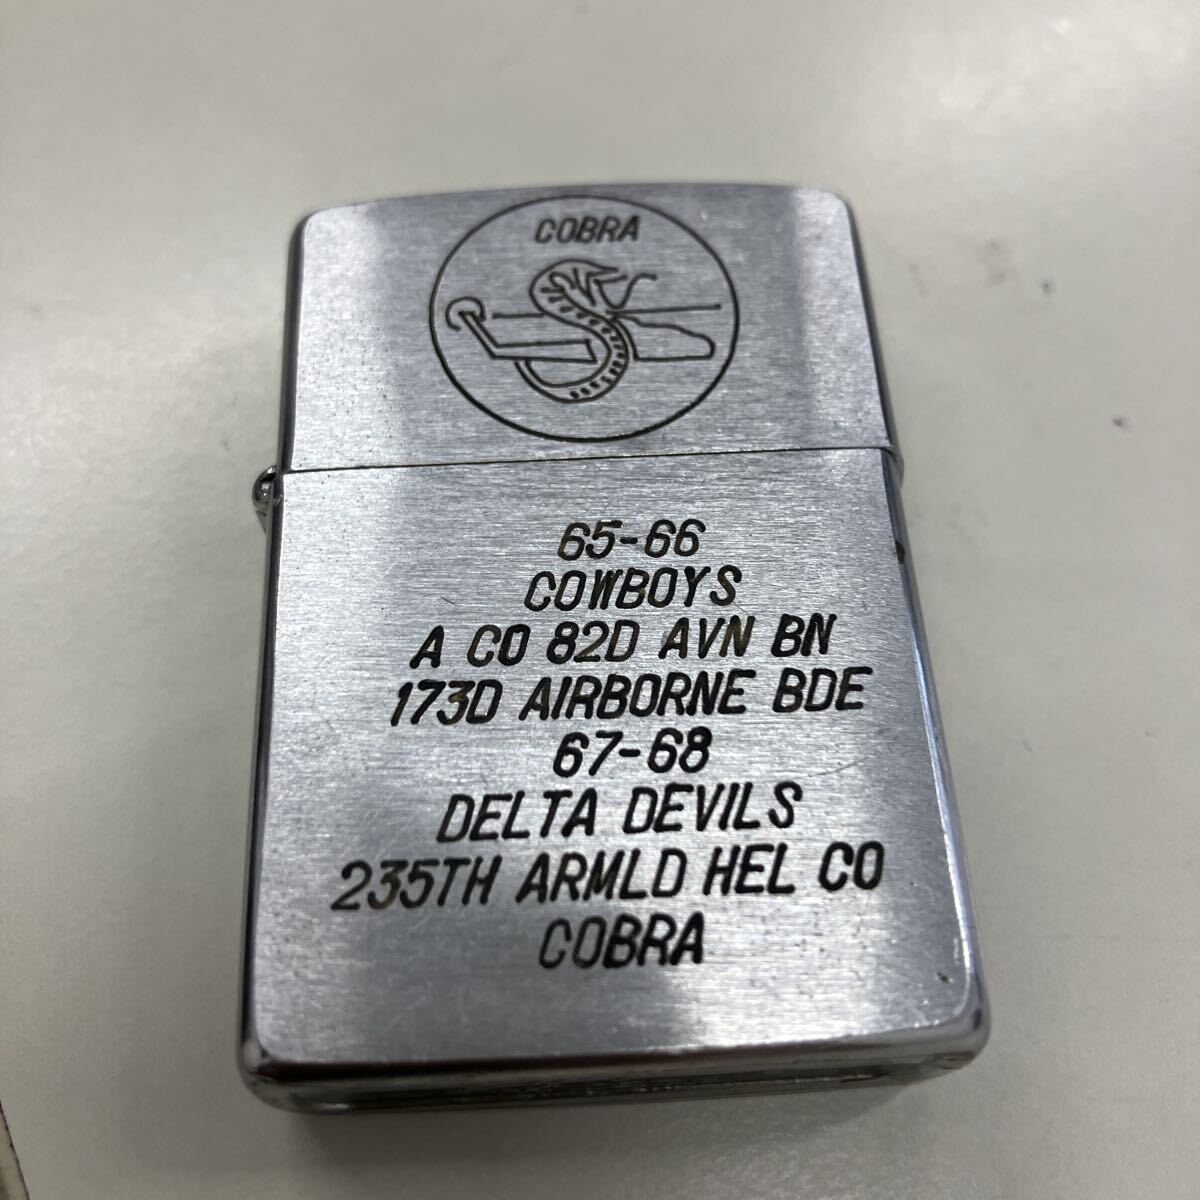 COBRA
65-66
COWBOYS
A CO 82D AVN BN
173D AIRBORNE BDE
67-68
DELTA DEVILS
235TH ARMLD HEL CO
COBRA